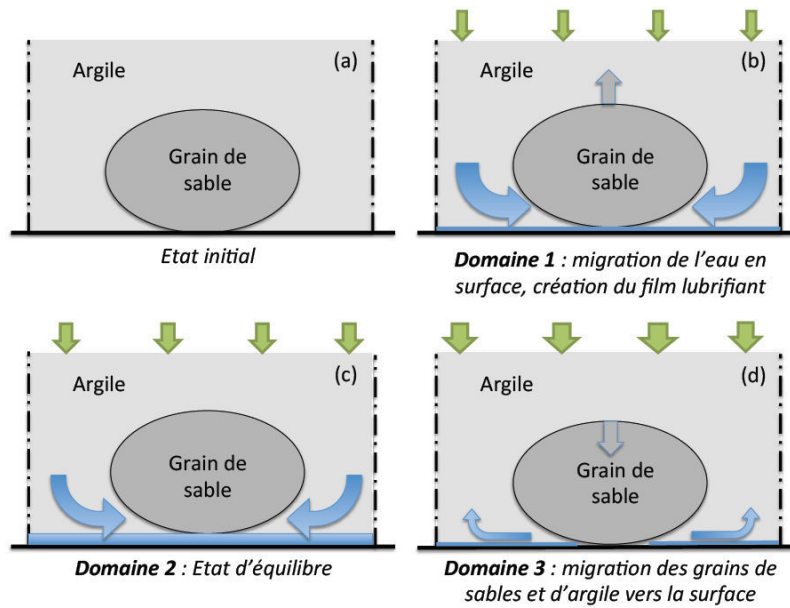 (a)
Argile
Grain de
sable
Etat initial
(b)
Argile
Grain de
sable
Domaine 1 : migration de l'eau en
surface, création du film lubrifiant
(c)
Argile
Grain de
sable
Domaine 2 : Etat d'équilibre
(d)
Argile
Grain de
sable
Domaine 3 : migration des grains de
sables et d'argile vers la surface